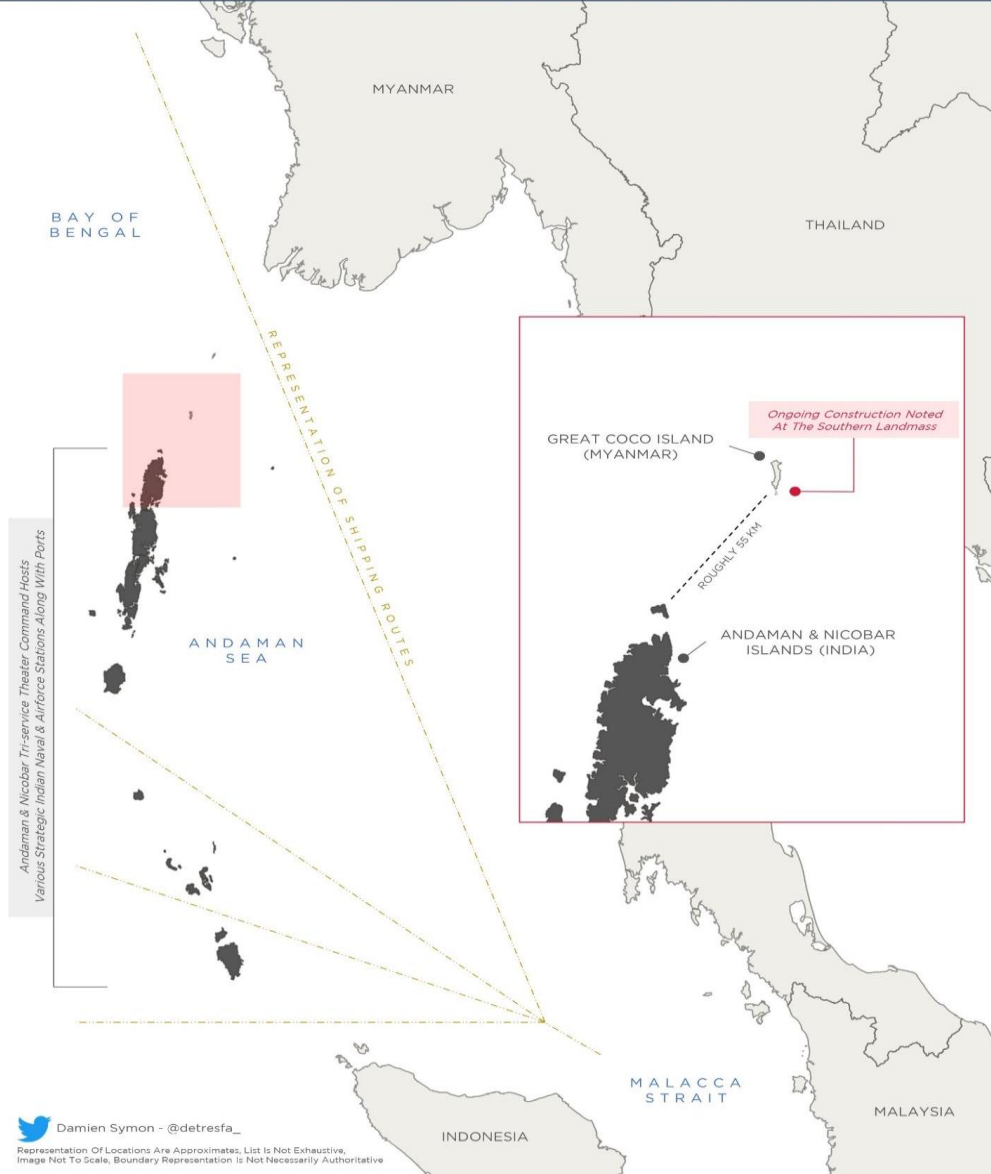 MYANMAR
BAY OF
BENGAL
THAILAND
REPRESENTATION OF SHIPPING ROUTES
Ongoing Construction Noted
At The Southern Landmass
GREAT COCO ISLAND
(MYANMAR)
ROUGHLY 55 KM
ANDAMAN & NICOBAR
ISLANDS (INDIA)
Andaman & Nicobar Tri-service Theater Command Hosts
Various Strategic Indian Naval & Airforce Stations Along With Ports
ANDAMAN
SEA
MALACCA
STRAIT
MALAYSIA
INDONESIA
Damien Symon - @detresfa_
Representation Of Locations Are Approximates, List Is Not Exhaustive,
Image Not To Scale, Boundary Representation Is Not Necessarily Authoritative